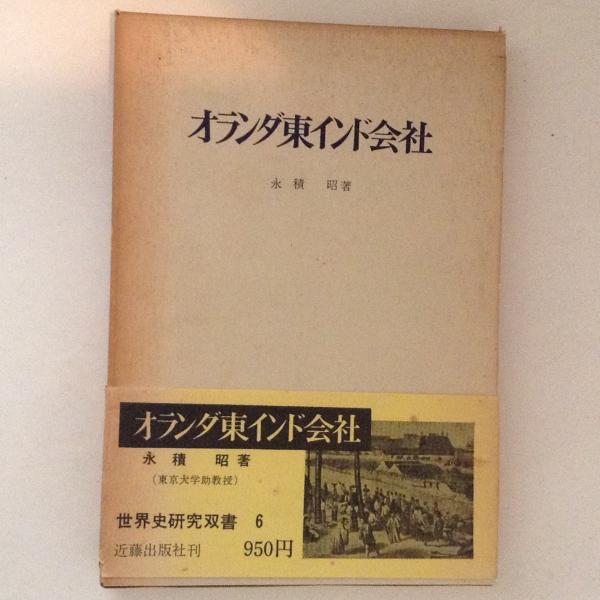 オランダ東インド会社
永積 昭著
オランダ東インド会社
永積 昭著
(東京大学助教授)
世界史研究双書 6
近藤出版社刊 950円